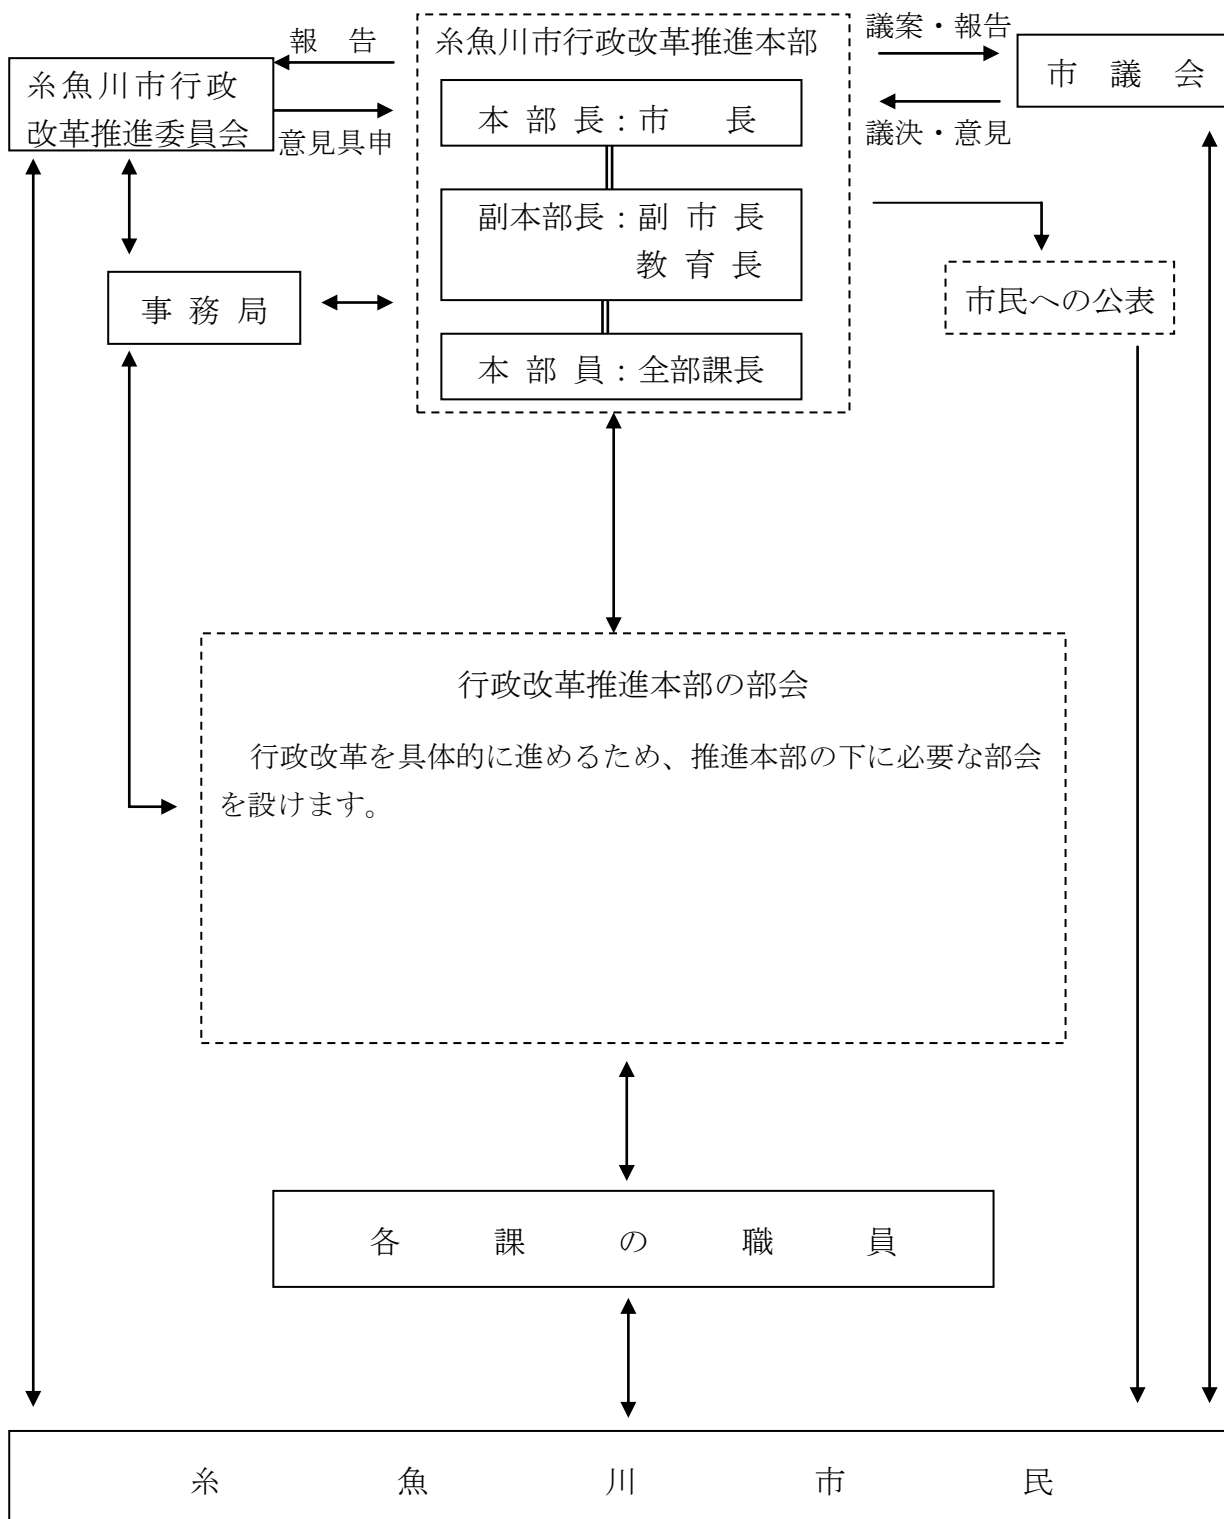 報　告
糸魚川市行政改革推進本部
議案・報告
糸魚川市行政
改革推進委員会
意見具申
本 部 長：市　　長
市　議　会
議決・意見
副本部長：副 市 長
教 育 長
事 務 局
市民への公表
本 部 員：全部課長
行政改革推進本部の部会
行政改革を具体的に進めるため、推進本部の下に必要な部会
を設けます。
各　課　の　職　員
糸　魚　川　市　民